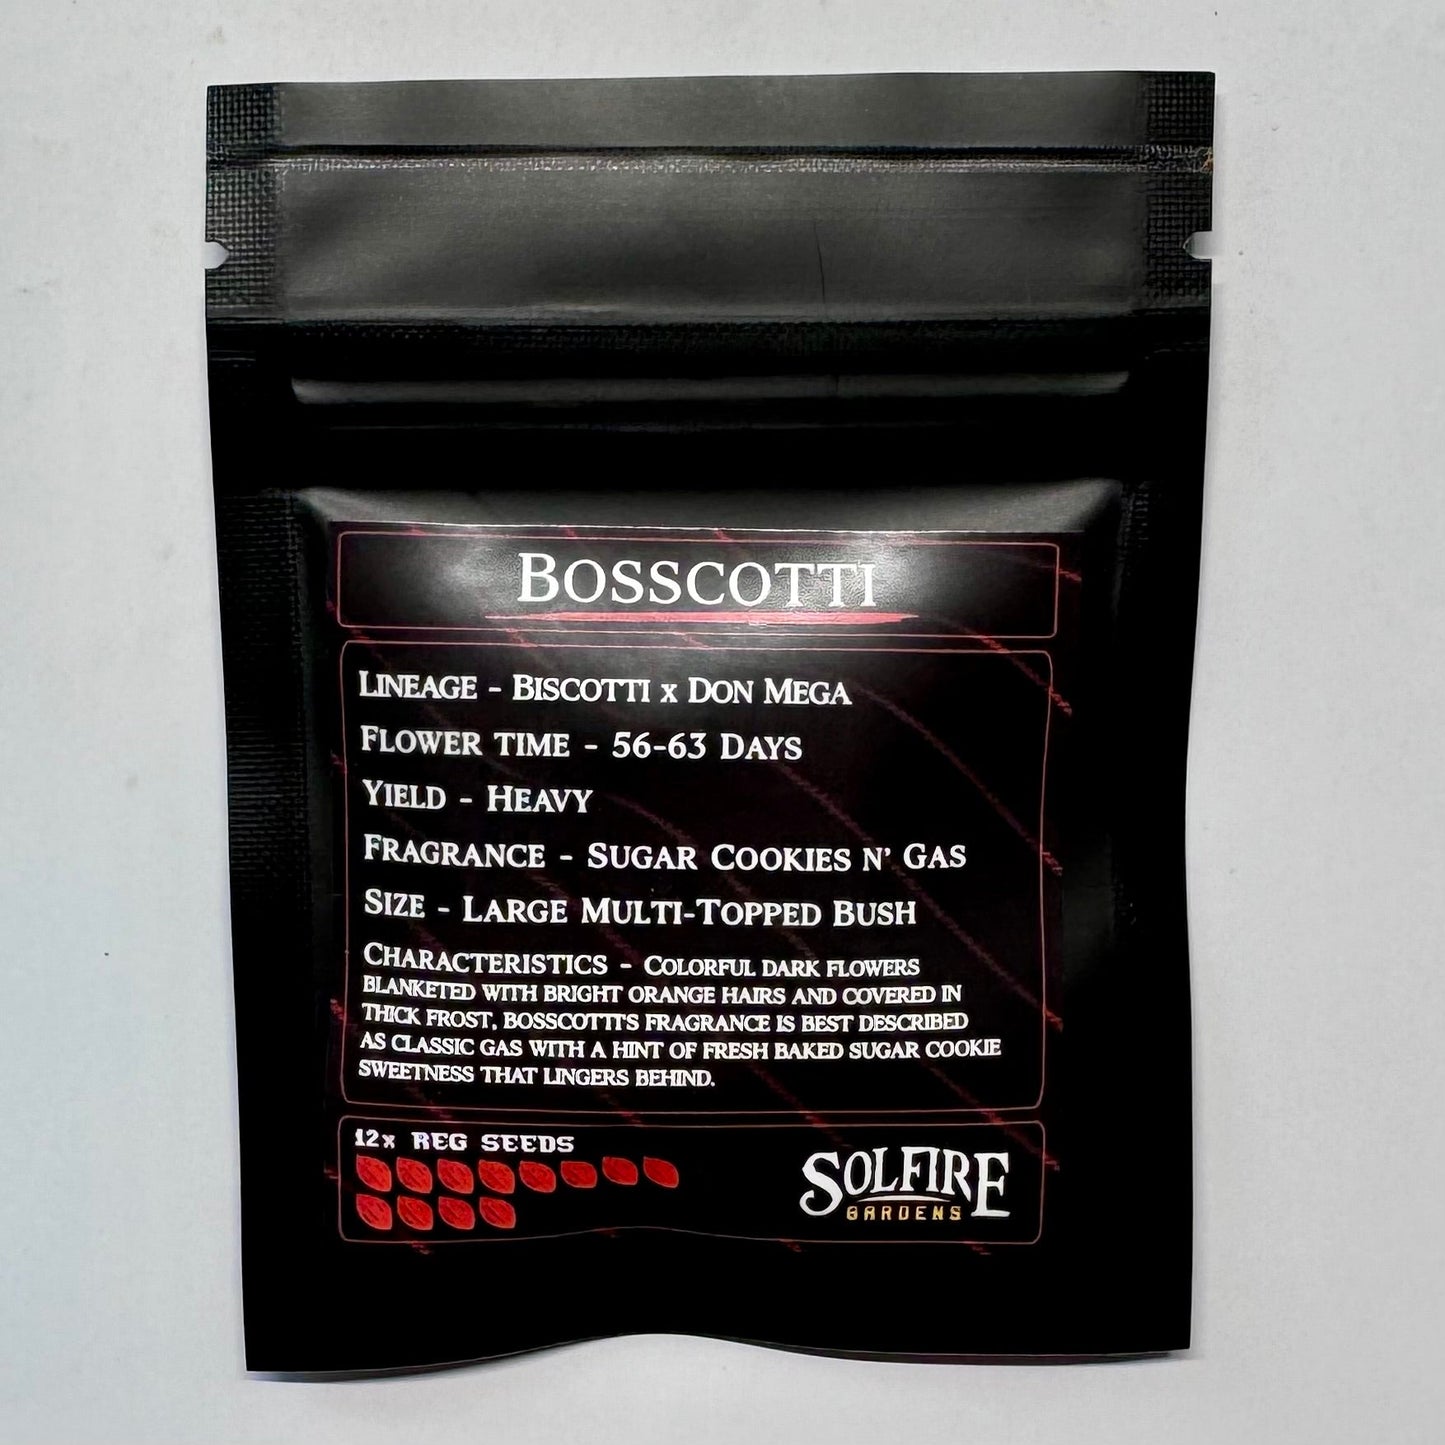 Bosscotti
Lineage - Biscotti x Don Mega
Flower time - 56-63 Days
Yield - Heavy
Fragrance - Sugar Cookies n' Gas
Size - Large Multi-Topped Bush
Characteristics - Colorful dark flowers
blanketed with bright orange hairs and covered in
thick frost, Bosscotti's fragrance is best described
as classic gas with a hint of fresh baked sugar cookie
sweetness that lingers behind.
12x REG SEEDS
SOLFIRE
GARDENS